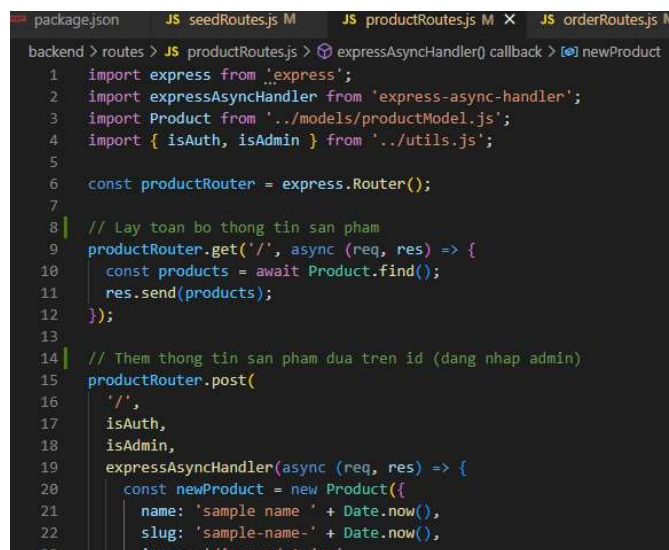 package.json JS seedRoutes.js M JS productRoutes.js M X JS orderRoutes.js
backend > routes > JS productRoutes.js > expressAsyncHandler() callback > newProduct
1 import express from 'express';
2 import expressAsyncHandler from 'express-async-handler';
3 import Product from '../models/productModel.js';
4 import { isAuth, isAdmin } from '../utils.js';
5
6 const productRouter = express.Router();
7
8 // Lay toan bo thong tin san pham
9 productRouter.get('/', async (req, res) => {
10 const products = await Product.find();
11 res.send(products);
12 });
13
14 // Them thong tin san pham dua tren id (dang nhap admin)
15 productRouter.post(
16 '/',
17 isAuth,
18 isAdmin,
19 expressAsyncHandler(async (req, res) => {
20 const newProduct = new Product({
21 name: 'sample name ' + Date.now(),
22 slug: 'sample-name-' + Date.now(),